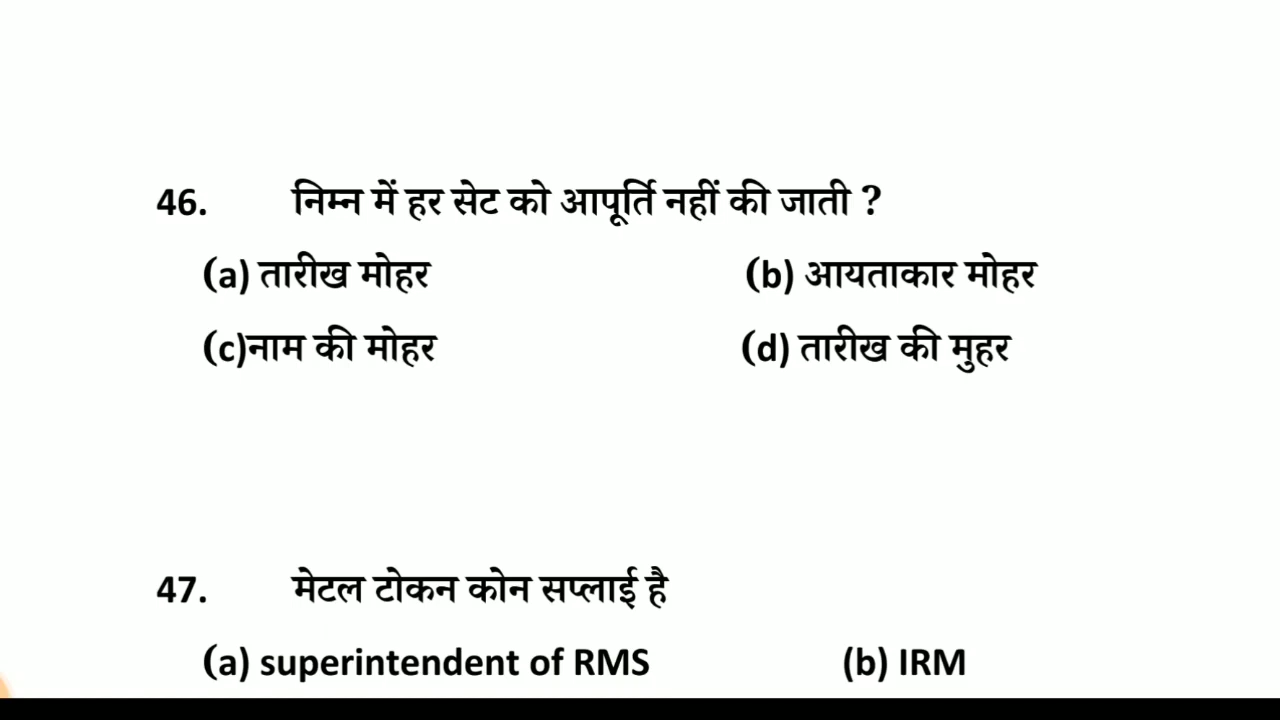 46. निम्न में हर सेट को आपूर्ति नहीं की जाती ?
(a) तारीख मोहर (b) आयताकार मोहर
(c)नाम की मोहर (d) तारीख की मुहर
47. मेटल टोकन कोन सप्लाई है
(a) superintendent of RMS (b) IRM